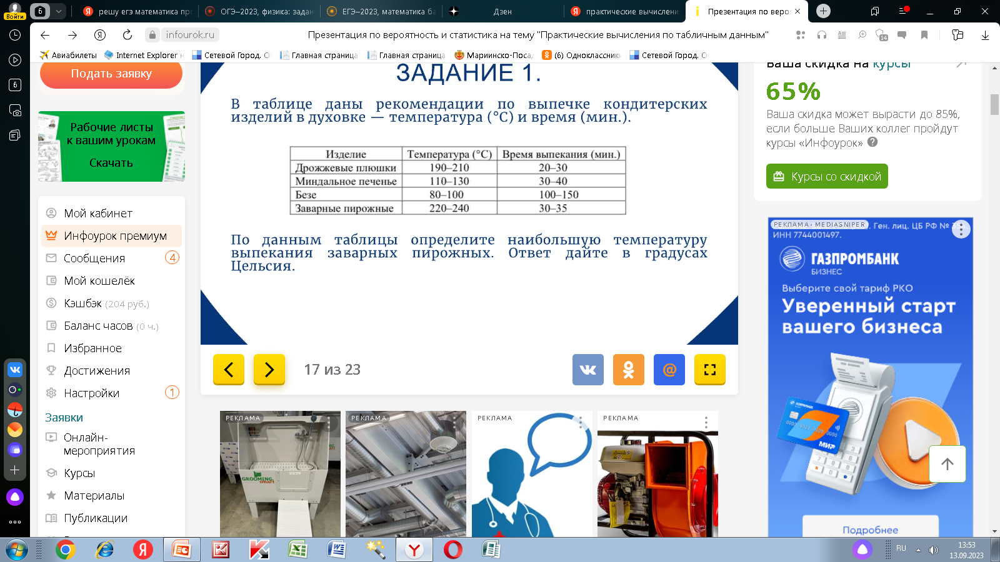 Войти
6
решу егэ математика про
ОГЭ–2023, физика: задан
ЕГЭ–2023, математика ба
Дзен
практические вычислени
Презентация по вероя
infourok.ru
Презентация по вероятность и статистика на тему "Практические вычисления по табличным данным"
14
Авиабилеты
Internet Explorer н
Сетевой Город. О
Главная страница
Главная страница
Мариинско-Поса
(6) Одноклассники
Сетевой Город. О
6
Подать заявку
Рабочие листы
к вашим урокам
Скачать
Мой кабинет
Инфоурок премиум
Сообщения 4
Мой кошелёк
Кэшбэк (204 руб.)
Баланс часов (0 ч.)
Избранное
Достижения
Настройки 1
Заявки
Онлайн-
мероприятия
Курсы
Материалы
Публикации
ЗАДАНИЕ 1.
В таблице даны рекомендации по выпечке кондитерских
изделий в духовке — температура (°C) и время (мин.).
Изделие Температура (°C) Время выпекания (мин.)
Дрожжевые плюшки 190–210 20–30
Миндальное печенье 110–130 30–40
Безе 80–100 100–150
Заварные пирожные 220–240 30–35
По данным таблицы определите наибольшую температуру
выпекания заварных пирожных. Ответ дайте в градусах
Цельсия.
17 из 23
РЕКЛАМА
GROOMING
smart
РЕКЛАМА
РЕКЛАМА
РЕКЛАМА
Ваша скидка на курсы
65%
Ваша скидка может вырасти до 85%,
если больше Ваших коллег пройдут
курсы «Инфоурок»
Курсы со скидкой
РЕКЛАМА • MEDIASNIPER
Ген. лиц. ЦБ РФ №
ИНН 7744001497.
ГАЗПРОМБАНК
БИЗНЕС
Выберите свой тариф РКО
Уверенный старт
вашего бизнеса
МИР
Подробнее
RU
13:53
13.09.2023